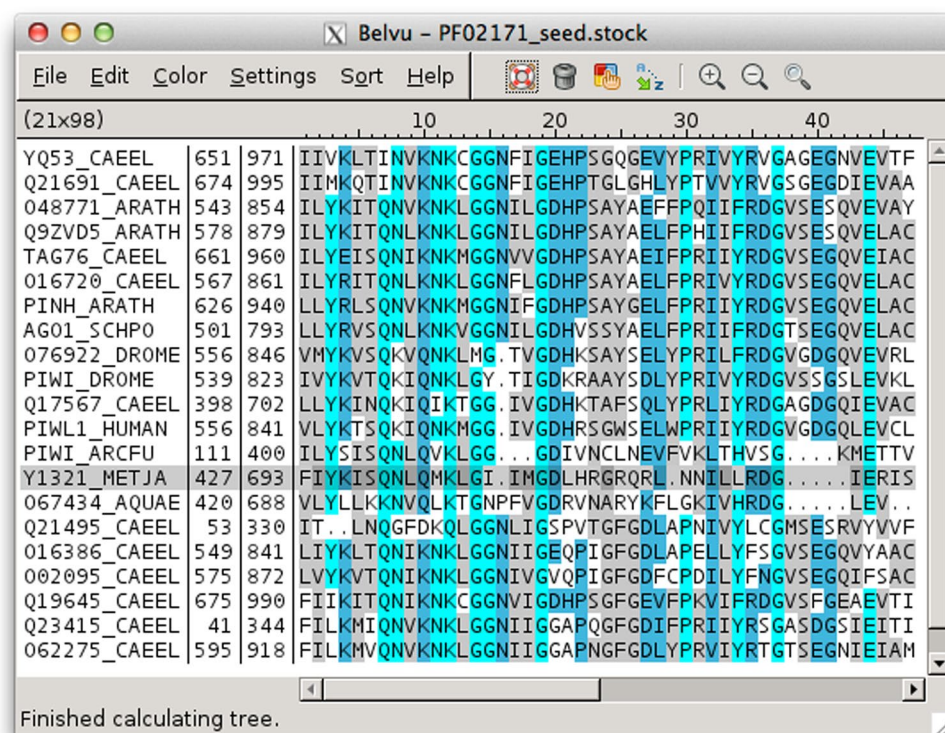 Belvu – PF02171_seed.stock
File Edit Color Settings Sort Help
(21x98) 10 20 30 40
YQ53_CAEEL 651 971 IIVKLTINVKNKCGGNFIGEHPSGQGEVYPRIVYRVGAGEGNVEVTF
Q21691_CAEEL 674 995 IIMKQTINVKNKCGGNFIGEHPTGLGHLYPTVVYRVGSGEGDIEVAA
O48771_ARATH 543 854 ILYKITQNVKNKLGGNILGDHPSAYAEFFPQIIFRDGVSESQVEVAY
Q9ZVD5_ARATH 578 879 ILYKITQNVKNKLGGNILGDHPSAYAELFPHIIFRDGVSESQVELAC
TAG76_CAEEL 661 960 ILYEISQNIKNKMGGNVVGDHPSAYAEIFPRIIYRDGVSEGQVEIAC
O16720_CAEEL 567 861 ILYRITQNIKNKLGGNFLGDHPSAYAELFPRIIYRDGVSEGQVELAC
PINH_ARATH 626 940 LLYRLSQNVKNKMGGNIFGDHPSAYGELFPRIIYRDGVSEGQVELAC
AGO1_SCHPO 501 793 LLYRVSQNLKNKVGGNILGDHVSSYAELFPRIIFRDGTSEGQVELAC
O76922_DROME 556 846 VMYKVSQKVQNKLMG.TVGDHKSAYSELYPRILFRDGVGDGQVEVRL
PIWI_DROME 539 823 IVYKVTQKIQNKLGY.TIGDKRAAYSDLYPRIVYRDGVSSGSLEVKL
Q17567_CAEEL 398 702 LLYKINQKIQIKTGG.IVGDHKTAFSQLYPRLIYRDGAGDGQIEVAC
PIWL1_HUMAN 556 841 VLYKTSQKIQNKMGG.IVGDHRSGWSELWPRIIYRDGVGDGQLEVCL
PIWI_ARCFU 111 400 ILYSISQNLQVKLGG...GDIVNCLNEVFVKLTHVSG....KMETTV
Y1321_METJA 427 693 FIYKISQNLQMKLGI.IMGDLHRGRQRL.NNILLRDG.....IERIS
O67434_AQUAE 420 688 VLYLLKKNVQLKTGNPFVGDRVNARYKFLGKIVHRDG.....LEV..
Q21495_CAEEL 53 330 IT..LNQGFDKQLGGNLIGSPVTGFGDLAPNIVYLCGMSESRVYVVF
O16386_CAEEL 549 841 LIYKLTQNIKNKLGGNIIGEQPIGFGDLAPELLYFSGVSEGQVYAAC
O02095_CAEEL 575 872 LVYKVTQNIKNKLGGNIVGVQPIGFGDFCPDILYFNGVSEGQIFSAC
Q19645_CAEEL 675 990 FIIKITQNIKNKCGGNVIGDHPSGFGEVFPKVIFRDGVSFGEAEVTI
Q23415_CAEEL 41 344 FILKMIQNVKNKLGGNIIGGAPQGFGDIFPRIIYRSGASDGSIEITI
O62275_CAEEL 595 918 FILKMVQNVKNKLGGNIIGGAPNGFGDLYPRIVYRTGTSEGNIEIAM
Finished calculating tree.